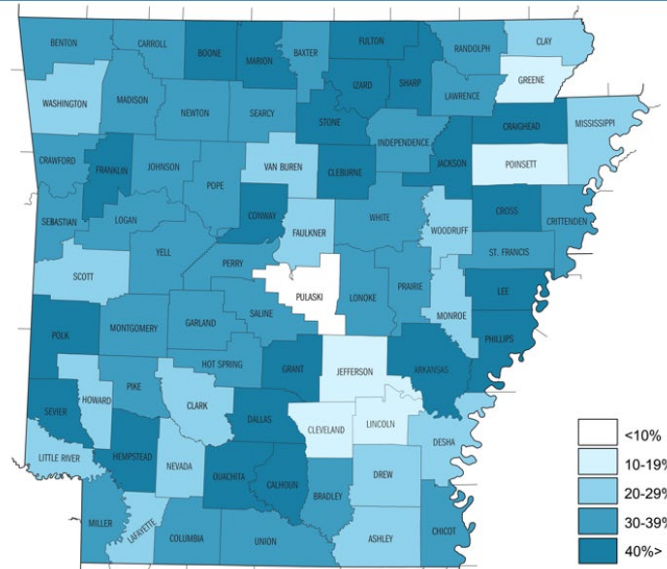 BENTON
CARROLL
BOONE
MARION
BAXTER
FULTON
RANDOLPH
CLAY
GREENE
IZARD
SHARP
LAWRENCE
WASHINGTON
MADISON
NEWTON
SEARCY
STONE
INDEPENDENCE
CRAIGHEAD
MISSISSIPPI
CRAWFORD
FRANKLIN
JOHNSON
POPE
VAN BUREN
CLEBURNE
JACKSON
POINSETT
SEBASTIAN
LOGAN
CONWAY
FAULKNER
WHITE
WOODRUFF
CROSS
CRITTENDEN
ST. FRANCIS
SCOTT
YELL
PERRY
PULASKI
LONOKE
PRAIRIE
MONROE
LEE
PHILLIPS
POLK
MONTGOMERY
GARLAND
SALINE
HOT SPRING
GRANT
JEFFERSON
ARKANSAS
SEVIER
HOWARD
PIKE
CLARK
DALLAS
CLEVELAND
LINCOLN
DESHA
LITTLE RIVER
HEMPSTEAD
NEVADA
OUACHITA
CALHOUN
BRADLEY
DREW
MILLER
LAFAYETTE
COLUMBIA
UNION
ASHLEY
CHICOT
<10%
10-19%
20-29%
30-39%
40%>